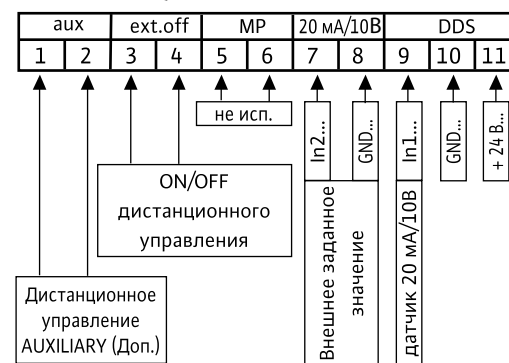 aux ext.off MP 20 мА/10В DDS
1 2 3 4 5 6 7 8 9 10 11
не исп.
In2...
GND...
In1...
GND...
+ 24 В...
ON/OFF
дистанционного
управления
Внешнее заданное
значение
датчик 20 мА/10В
Дистанционное
управление
AUXILIARY (Доп.)